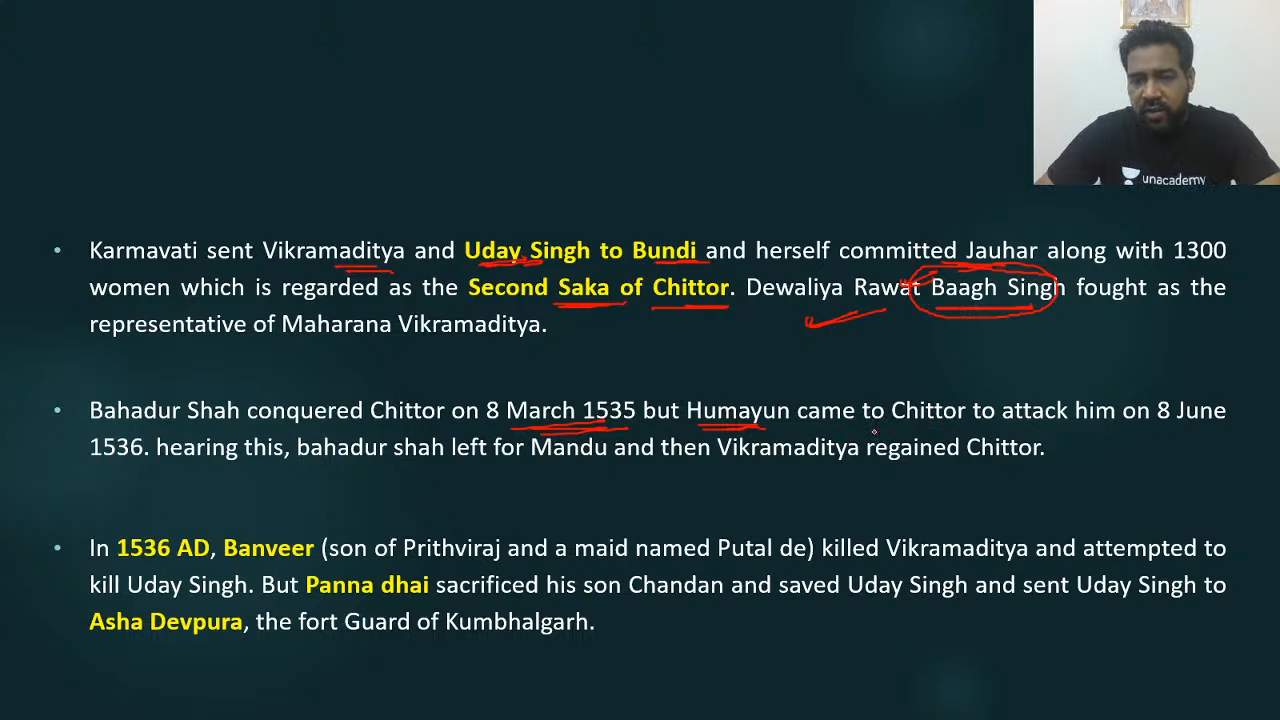 unacademy
Karmavati sent Vikramaditya and Uday Singh to Bundi and herself committed Jauhar along with 1300
women which is regarded as the Second Saka of Chittor. Dewaliya Rawat Baagh Singh fought as the
representative of Maharana Vikramaditya.
Bahadur Shah conquered Chittor on 8 March 1535 but Humayun came to Chittor to attack him on 8 June
1536. hearing this, bahadur shah left for Mandu and then Vikramaditya regained Chittor.
In 1536 AD, Banveer (son of Prithviraj and a maid named Putal de) killed Vikramaditya and attempted to
kill Uday Singh. But Panna dhai sacrificed his son Chandan and saved Uday Singh and sent Uday Singh to
Asha Devpura, the fort Guard of Kumbhalgarh.